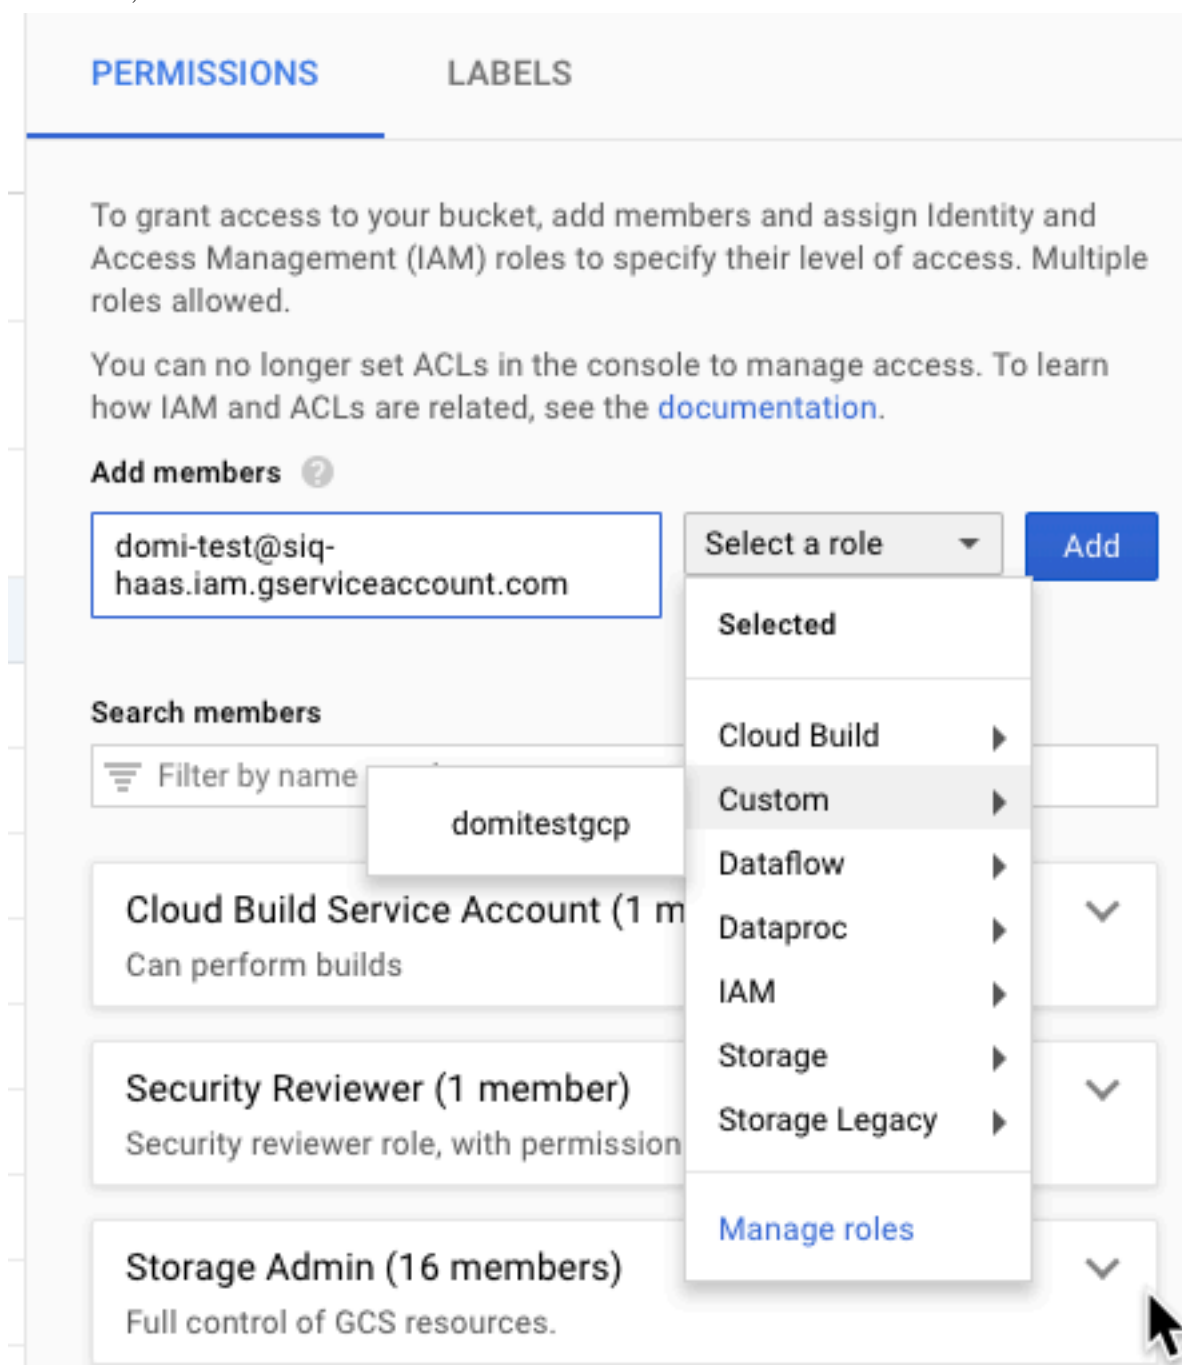 PERMISSIONS LABELS
To grant access to your bucket, add members and assign Identity and
Access Management (IAM) roles to specify their level of access. Multiple
roles allowed.
You can no longer set ACLs in the console to manage access. To learn
how IAM and ACLs are related, see the documentation.
Add members ?
domi-test@siq-
haas.iam.gserviceaccount.com
Select a role
Add
Selected
Cloud Build
Custom
domitestgcp
Dataflow
Dataproc
IAM
Storage
Storage Legacy
Manage roles
Search members
Filter by name
Cloud Build Service Account (1 m
Can perform builds
Security Reviewer (1 member)
Security reviewer role, with permission
Storage Admin (16 members)
Full control of GCS resources.